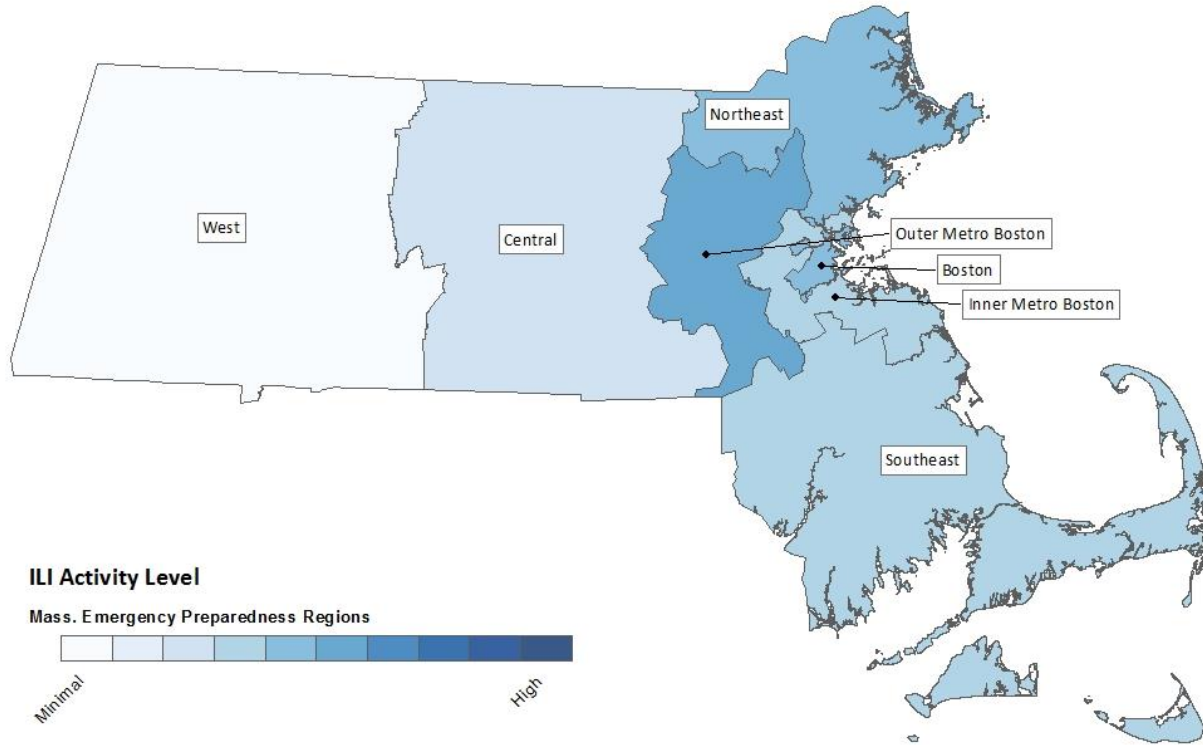 Northeast
West
Central
Outer Metro Boston
Boston
Inner Metro Boston
Southeast
ILI Activity Level
Mass. Emergency Preparedness Regions
Minimal
High